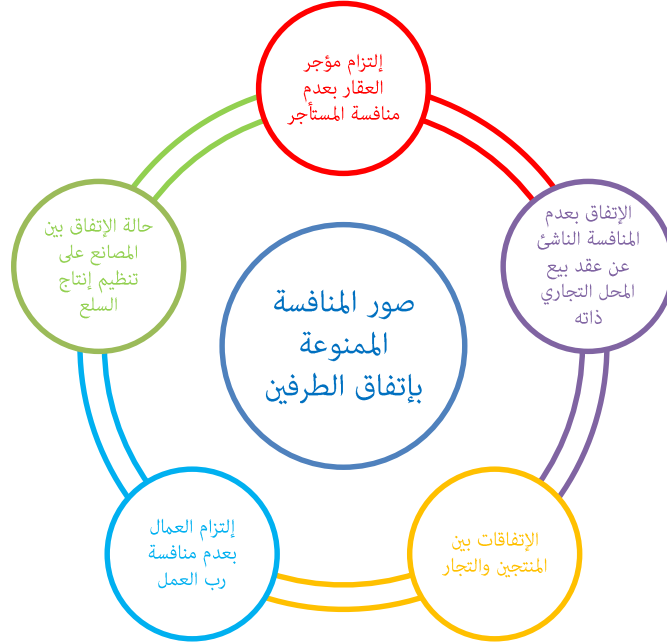 إلتزام مؤجر
العقار بعدم
منافسة المستأجر
الإتفاق بعدم
المنافسة الناشئ
عن عقد بيع
المحل التجاري
ذاته
الإتفاقات بين
المنتجين والتجار
إلتزام العمال
بعدم منافسة
رب العمل
حالة الإتفاق بين
المصانع على
تنظيم إنتاج
السلع
صور المنافسة
الممنوعة
بإتفاق الطرفين